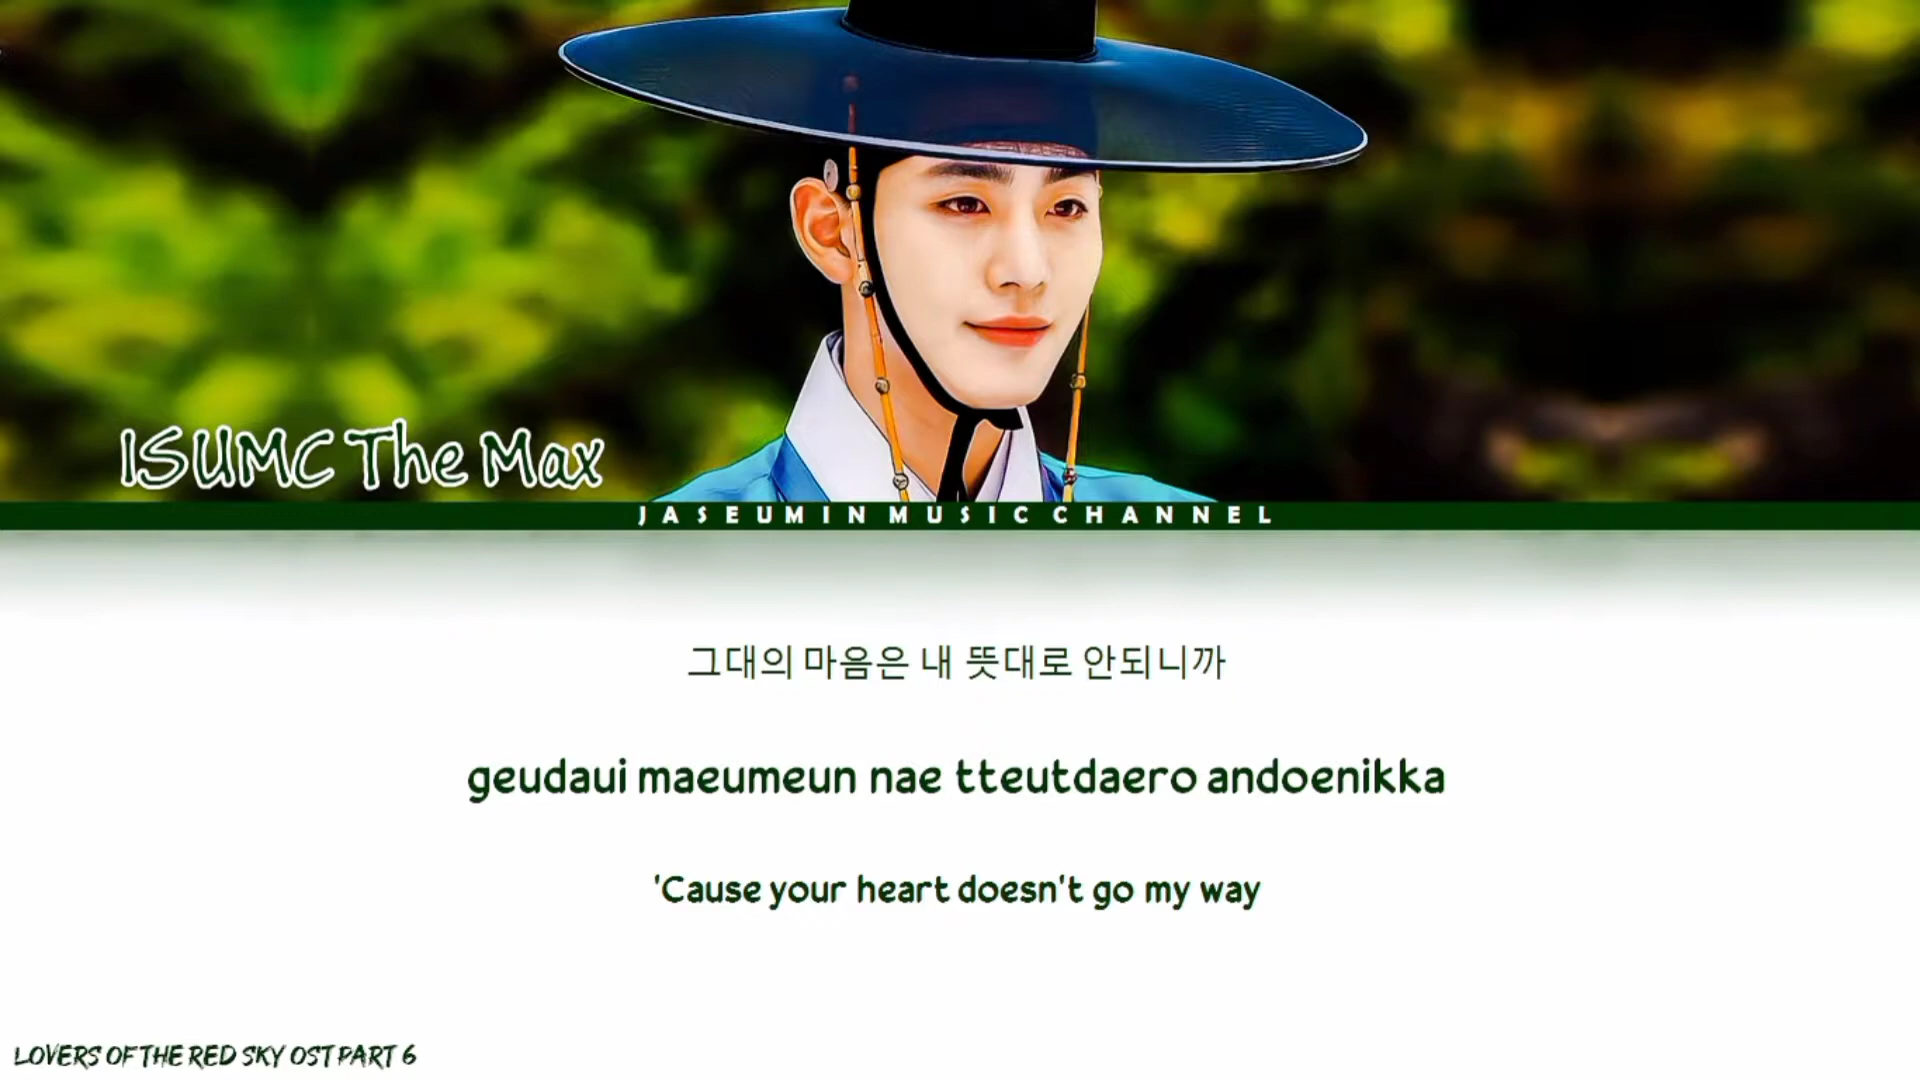 ISUMC The Max
JASEUMIN MUSIC CHANNEL
그대의 마음은 내 뜻대로 안되니까
geudaui maeumeun nae tteutdaero andoenikka
'Cause your heart doesn't go my way
LOVERS OF THE RED SKY OST PART 6